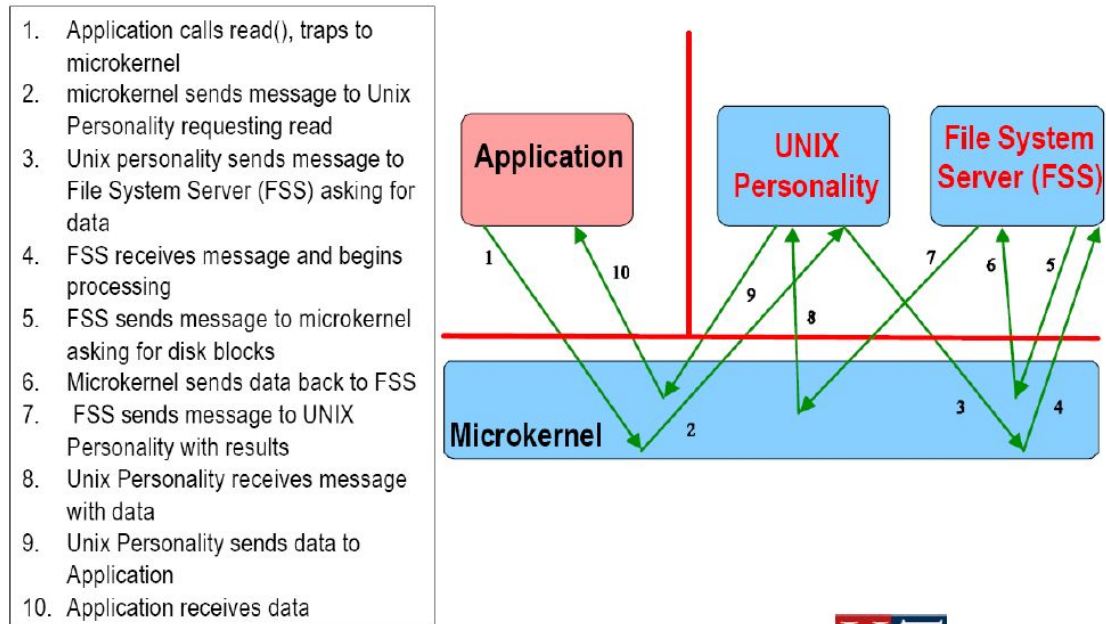 1. Application calls read(), traps to
microkernel
2. microkernel sends message to Unix
Personality requesting read
3. Unix personality sends message to
File System Server (FSS) asking for
data
4. FSS receives message and begins
processing
5. FSS sends message to microkernel
asking for disk blocks
6. Microkernel sends data back to FSS
7. FSS sends message to UNIX
Personality with results
8. Unix Personality receives message
with data
9. Unix Personality sends data to
Application
10. Application receives data
Application
UNIX
Personality
File System
Server (FSS)
1
10
9
8
7
6
5
2
3
4
Microkernel